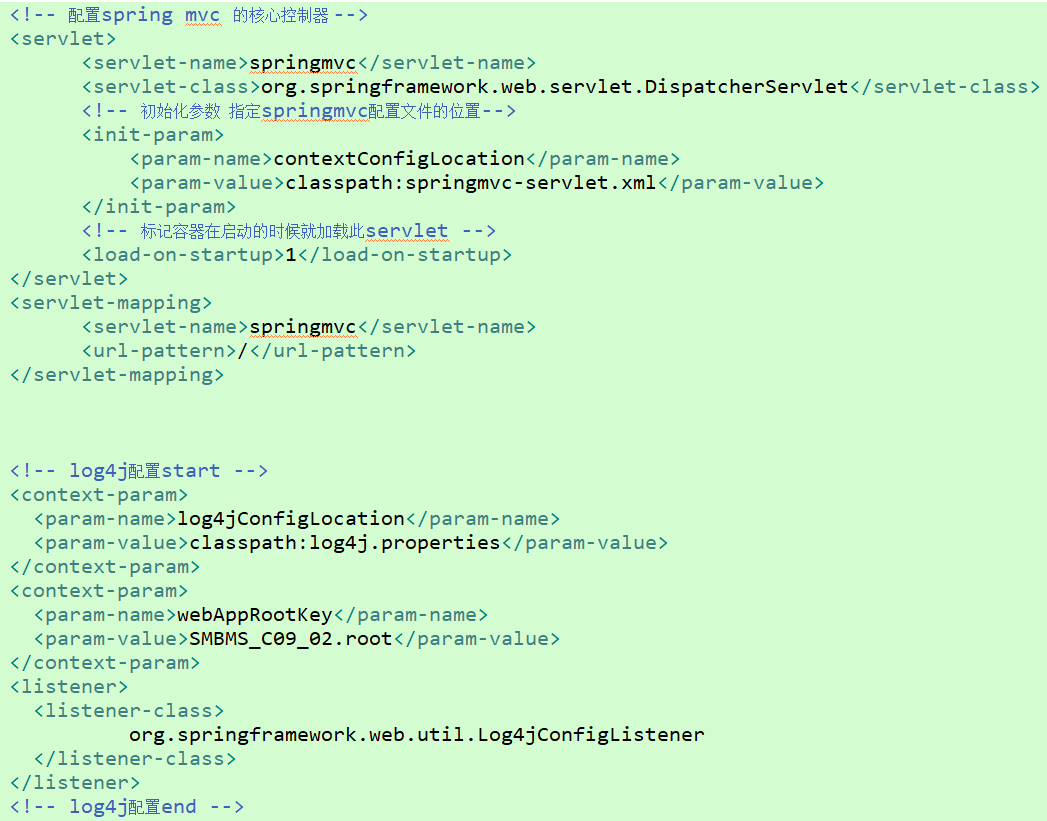 <!-- 配置spring mvc 的核心控制器-->
<servlet>
<servlet-name>springmvc</servlet-name>
<servlet-class>org.springframework.web.servlet.DispatcherServlet</servlet-class>
<!-- 初始化参数 指定springmvc配置文件的位置-->
<init-param>
<param-name>contextConfigLocation</param-name>
<param-value>classpath:springmvc-servlet.xml</param-value>
</init-param>
<!-- 标记容器在启动的时候就加载此servlet -->
<load-on-startup>1</load-on-startup>
</servlet>
<servlet-mapping>
<servlet-name>springmvc</servlet-name>
<url-pattern>/</url-pattern>
</servlet-mapping>
<!-- log4j配置start -->
<context-param>
<param-name>log4jConfigLocation</param-name>
<param-value>classpath:log4j.properties</param-value>
</context-param>
<context-param>
<param-name>webAppRootKey</param-name>
<param-value>SMBMS_C09_02.root</param-value>
</context-param>
<listener>
<listener-class>
org.springframework.web.util.Log4jConfigListener
</listener-class>
</listener>
<!-- log4j配置end -->